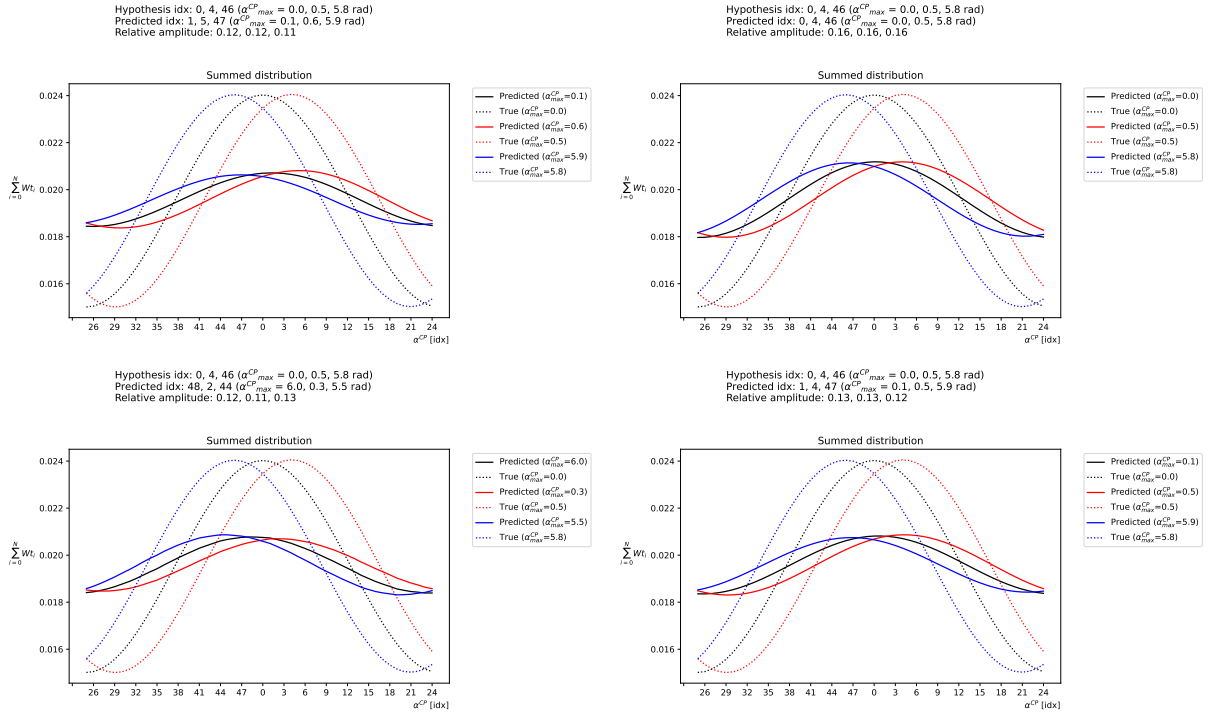 Hypothesis idx: 0, 4, 46 (α^CP_max = 0.0, 0.5, 5.8 rad)
Predicted idx: 1, 5, 47 (α^CP_max = 0.1, 0.6, 5.9 rad)
Relative amplitude: 0.12, 0.12, 0.11
Summed distribution
0.024
0.022
0.020
0.018
0.016
∑^N_{i=0} Wt_i
26 29 32 35 38 41 44 47 0 3 6 9 12 15 18 21 24
α^CP [idx]
Predicted (α^CP_max=0.1)
True (α^CP_max=0.0)
Predicted (α^CP_max=0.6)
True (α^CP_max=0.5)
Predicted (α^CP_max=5.9)
True (α^CP_max=5.8)
Hypothesis idx: 0, 4, 46 (α^CP_max = 0.0, 0.5, 5.8 rad)
Predicted idx: 0, 4, 46 (α^CP_max = 0.0, 0.5, 5.8 rad)
Relative amplitude: 0.16, 0.16, 0.16
Summed distribution
0.024
0.022
0.020
0.018
0.016
∑^N_{i=0} Wt_i
26 29 32 35 38 41 44 47 0 3 6 9 12 15 18 21 24
α^CP [idx]
Predicted (α^CP_max=0.0)
True (α^CP_max=0.0)
Predicted (α^CP_max=0.5)
True (α^CP_max=0.5)
Predicted (α^CP_max=5.8)
True (α^CP_max=5.8)
Hypothesis idx: 0, 4, 46 (α^CP_max = 0.0, 0.5, 5.8 rad)
Predicted idx: 48, 2, 44 (α^CP_max = 6.0, 0.3, 5.5 rad)
Relative amplitude: 0.12, 0.11, 0.13
Summed distribution
0.024
0.022
0.020
0.018
0.016
∑^N_{i=0} Wt_i
26 29 32 35 38 41 44 47 0 3 6 9 12 15 18 21 24
α^CP [idx]
Predicted (α^CP_max=6.0)
True (α^CP_max=0.0)
Predicted (α^CP_max=0.3)
True (α^CP_max=0.5)
Predicted (α^CP_max=5.5)
True (α^CP_max=5.8)
Hypothesis idx: 0, 4, 46 (α^CP_max = 0.0, 0.5, 5.8 rad)
Predicted idx: 1, 4, 47 (α^CP_max = 0.1, 0.5, 5.9 rad)
Relative amplitude: 0.13, 0.13, 0.12
Summed distribution
0.024
0.022
0.020
0.018
0.016
∑^N_{i=0} Wt_i
26 29 32 35 38 41 44 47 0 3 6 9 12 15 18 21 24
α^CP [idx]
Predicted (α^CP_max=0.1)
True (α^CP_max=0.0)
Predicted (α^CP_max=0.5)
True (α^CP_max=0.5)
Predicted (α^CP_max=5.9)
True (α^CP_max=5.8)